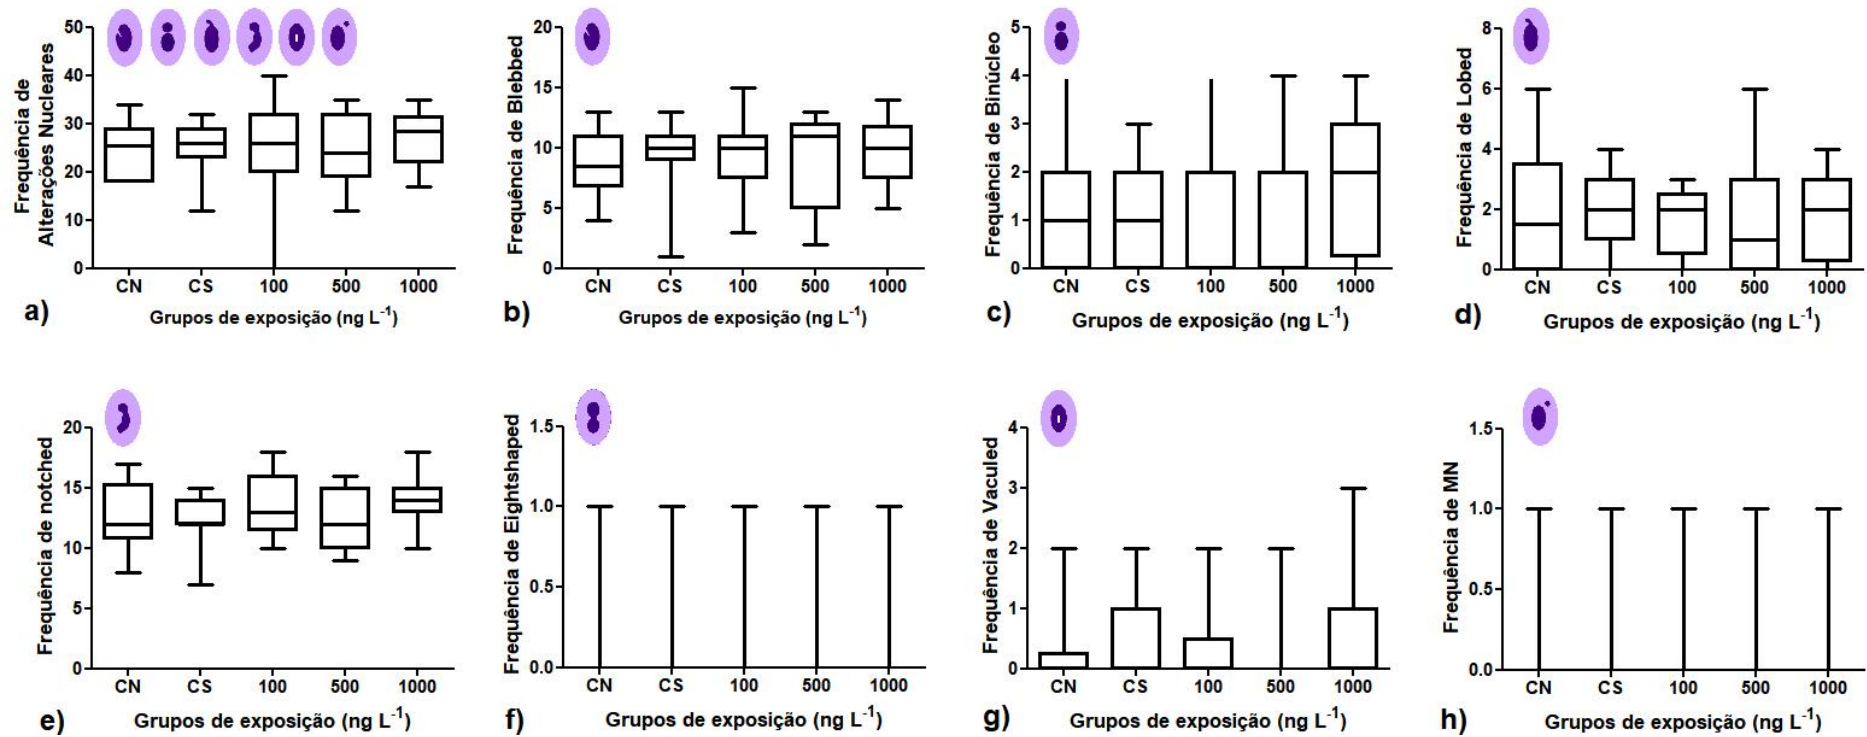 Frequência de
Alterações Nucleares
50
40
30
20
10
0
CN CS 100 500 1000
a) Grupos de exposição (ng L-1)
Frequência de Blebbed
20
15
10
5
0
CN CS 100 500 1000
b) Grupos de exposição (ng L-1)
Frequência de Binúcleo
5
4
3
2
1
0
CN CS 100 500 1000
c) Grupos de exposição (ng L-1)
Frequência de Lobed
8
6
4
2
0
CN CS 100 500 1000
d) Grupos de exposição (ng L-1)
Frequência de notched
20
15
10
5
0
CN CS 100 500 1000
e) Grupos de exposição (ng L-1)
Frequência de Eightshaped
1.5
1.0
0.5
0.0
CN CS 100 500 1000
f) Grupos de exposição (ng L-1)
Frequência de Vaculed
4
3
2
1
0
CN CS 100 500 1000
g) Grupos de exposição (ng L-1)
Frequência de MN
1.5
1.0
0.5
0.0
CN CS 100 500 1000
h) Grupos de exposição (ng L-1)